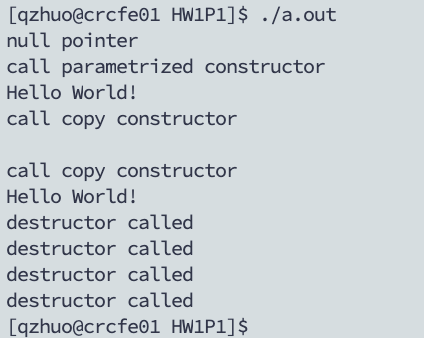 [qzhuo@crcfe01 HW1P1]$ ./a.out
null pointer
call parametrized constructor
Hello World!
call copy constructor

call copy constructor
Hello World!
destructor called
destructor called
destructor called
destructor called
[qzhuo@crcfe01 HW1P1]$